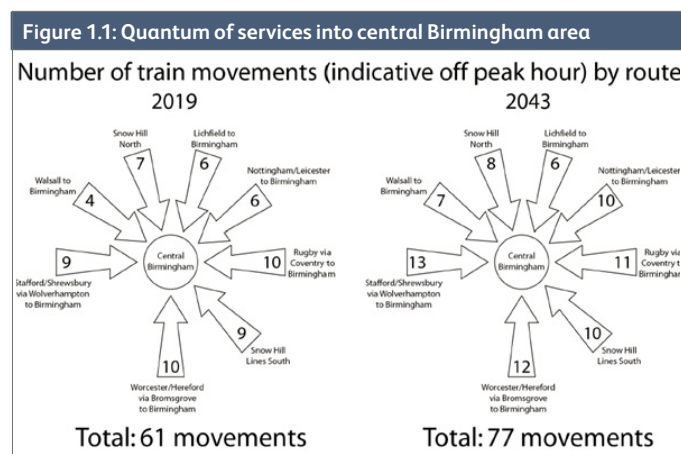 Figure 1.1: Quantum of services into central Birmingham area
Number of train movements (indicative off peak hour) by route
2019
Snow Hill
North
7
Lichfield to
Birmingham
6
Walsall to
Birmingham
4
Nottingham/Leicester
to Birmingham
6
9
Stafford/Shrewsbury
via Wolverhampton
to Birmingham
Central
Birmingham
10
Rugby via
Coventry to
Birmingham
9
Snow Hill
Lines South
10
Worcester/Hereford
via Bromsgrove
to Birmingham
Total: 61 movements
2043
Snow Hill
North
8
Lichfield to
Birmingham
6
Walsall to
Birmingham
7
Nottingham/Leicester
to Birmingham
10
13
Stafford/Shrewsbury
via Wolverhampton
to Birmingham
Central
Birmingham
11
Rugby via
Coventry t
Birmingha
10
Snow Hill
Lines South
12
Worcester/Hereford
via Bromsgrove
to Birmingham
Total: 77 movements